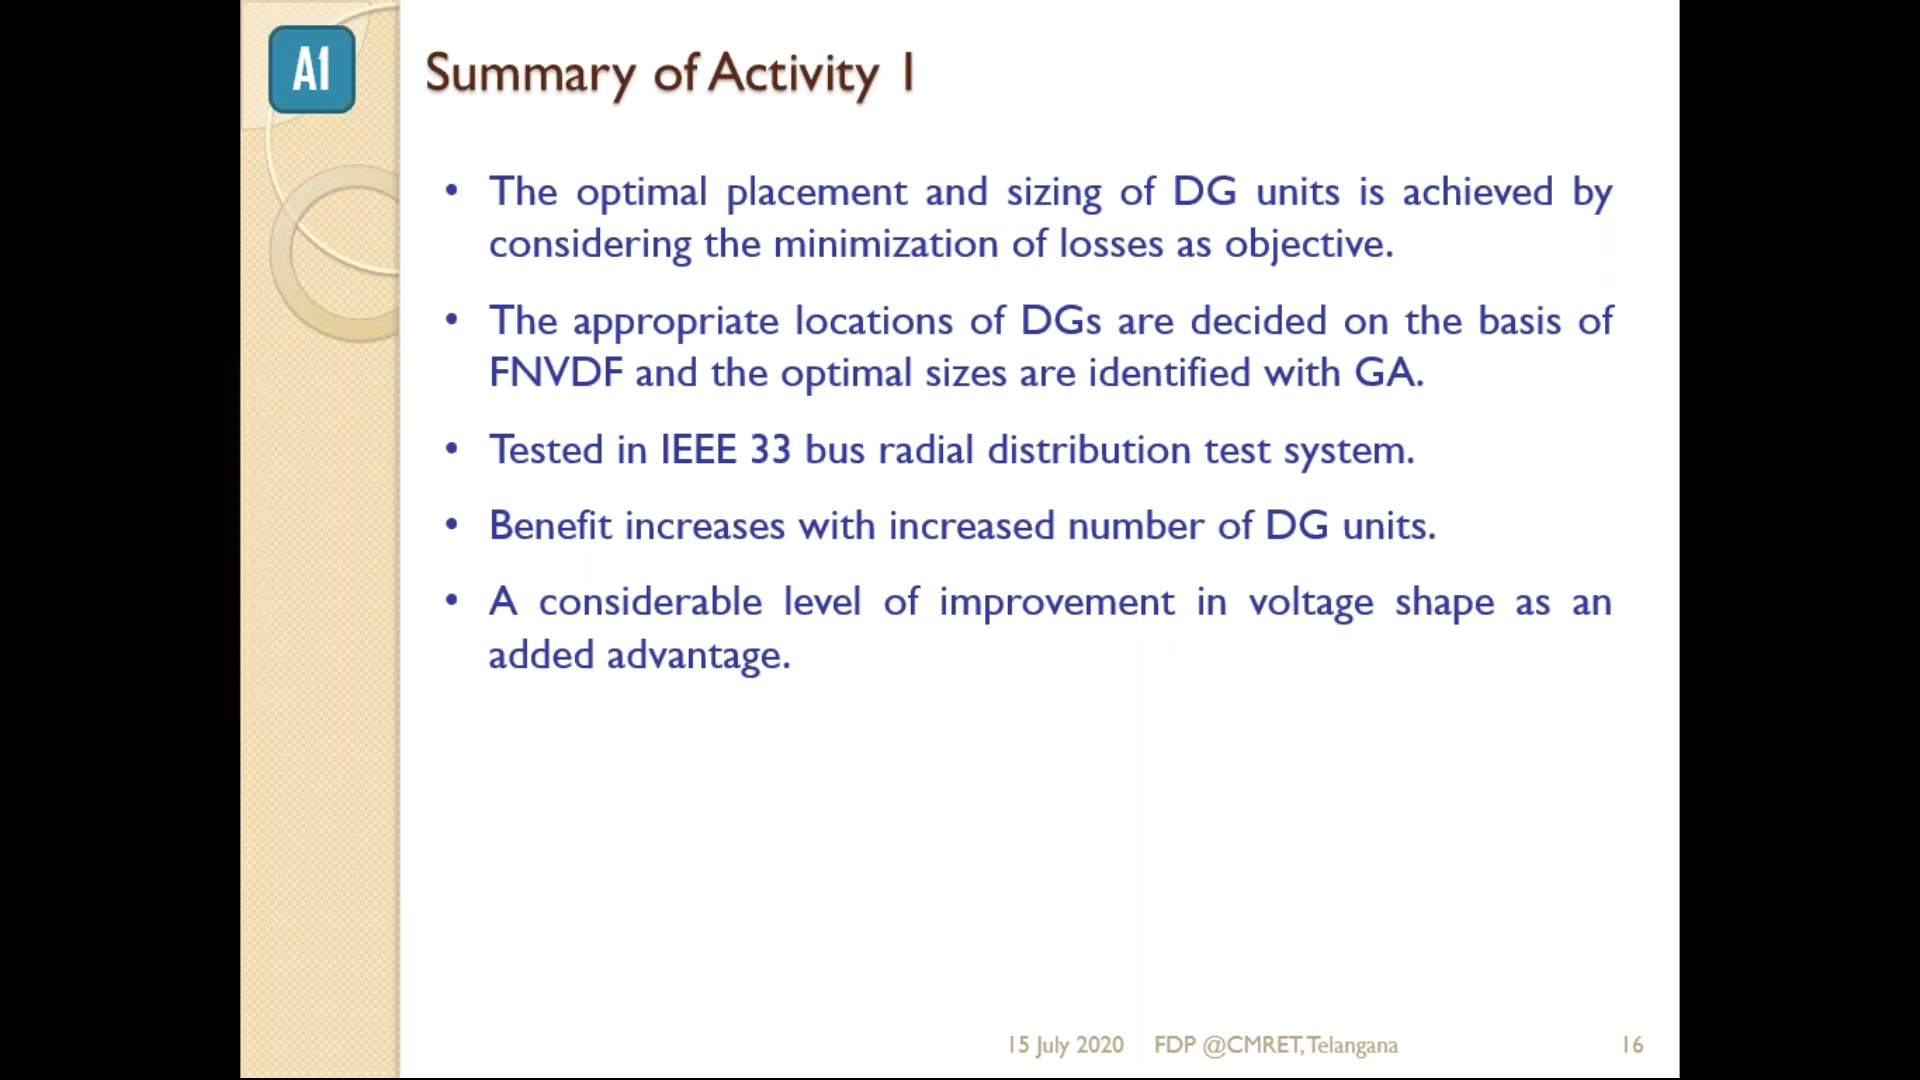 A1
Summary of Activity 1
• The optimal placement and sizing of DG units is achieved by
considering the minimization of losses as objective.
• The appropriate locations of DGs are decided on the basis of
FNVDF and the optimal sizes are identified with GA.
• Tested in IEEE 33 bus radial distribution test system.
• Benefit increases with increased number of DG units.
• A considerable level of improvement in voltage shape as an
added advantage.
15 July 2020 FDP @CMRET, Telangana 16